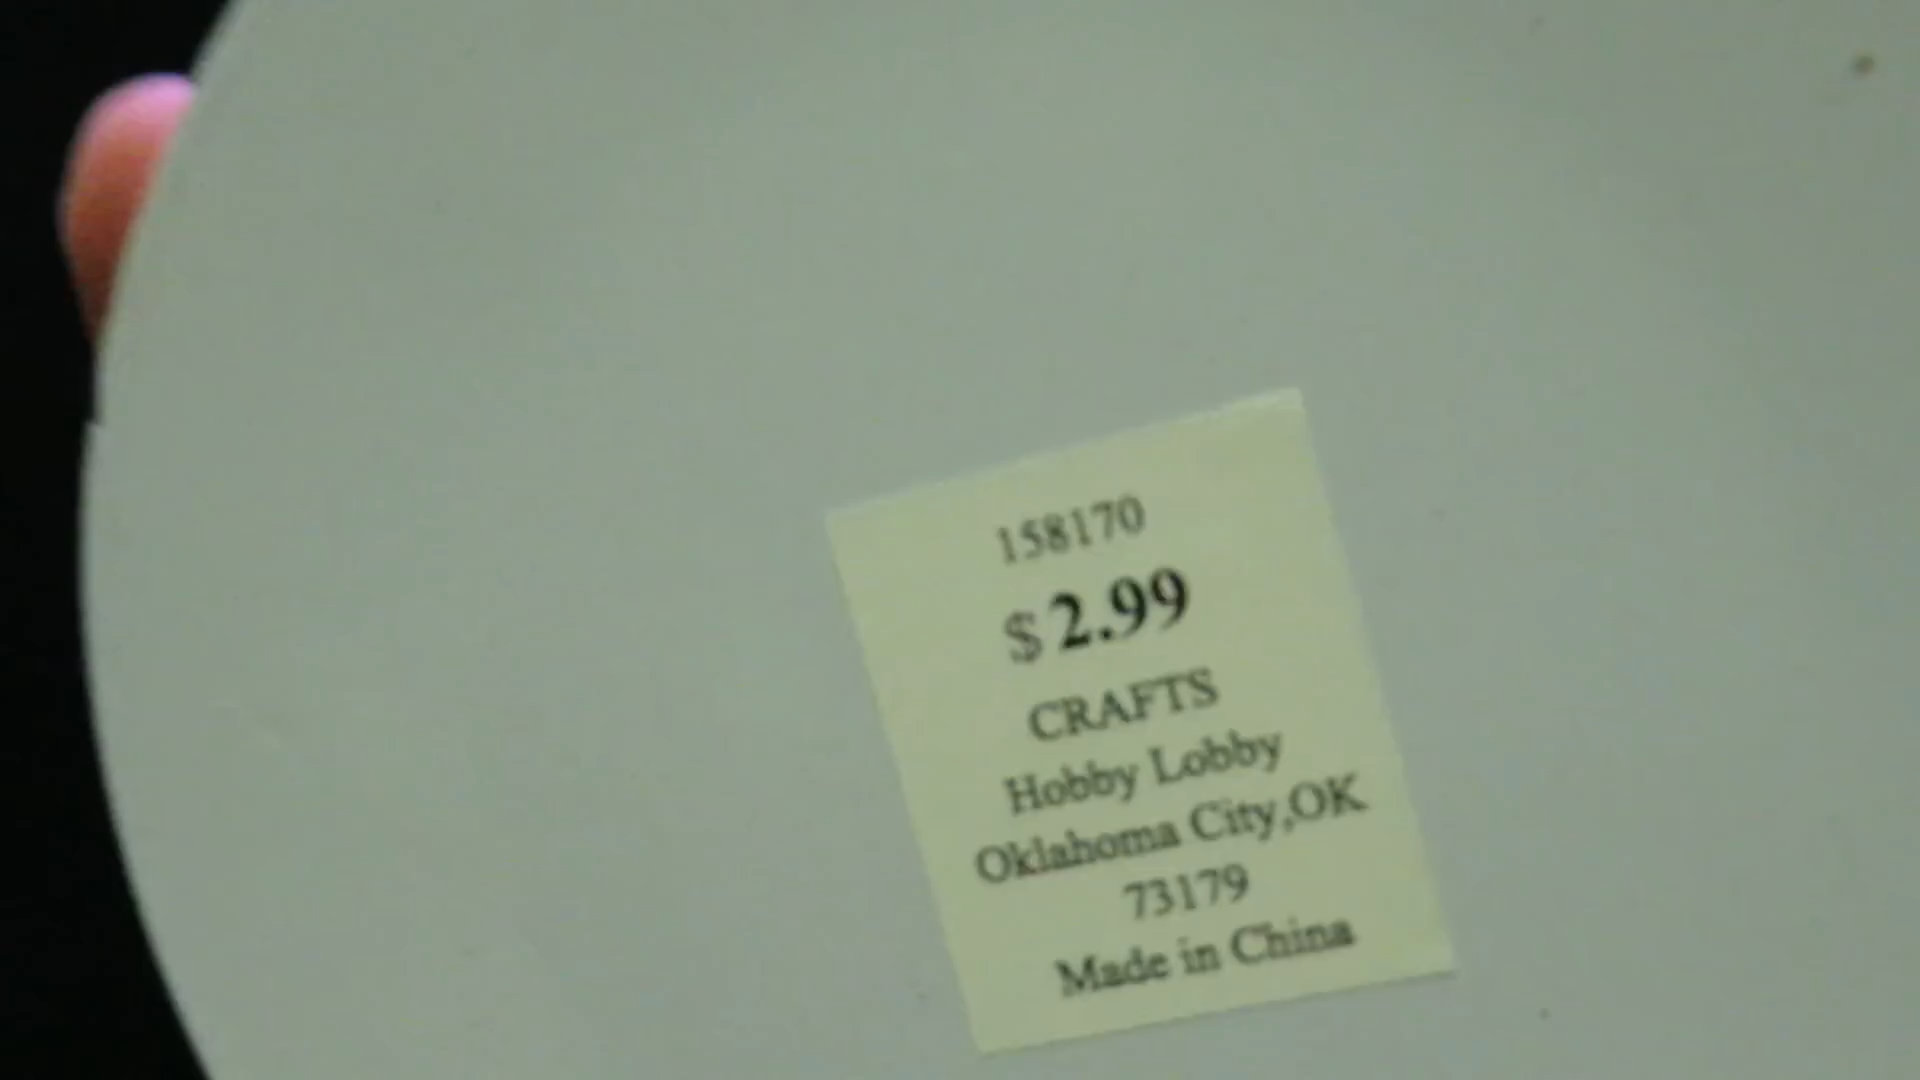 158170
$2.99
CRAFTS
Hobby Lobby
Oklahoma City,OK
73179
Made in China